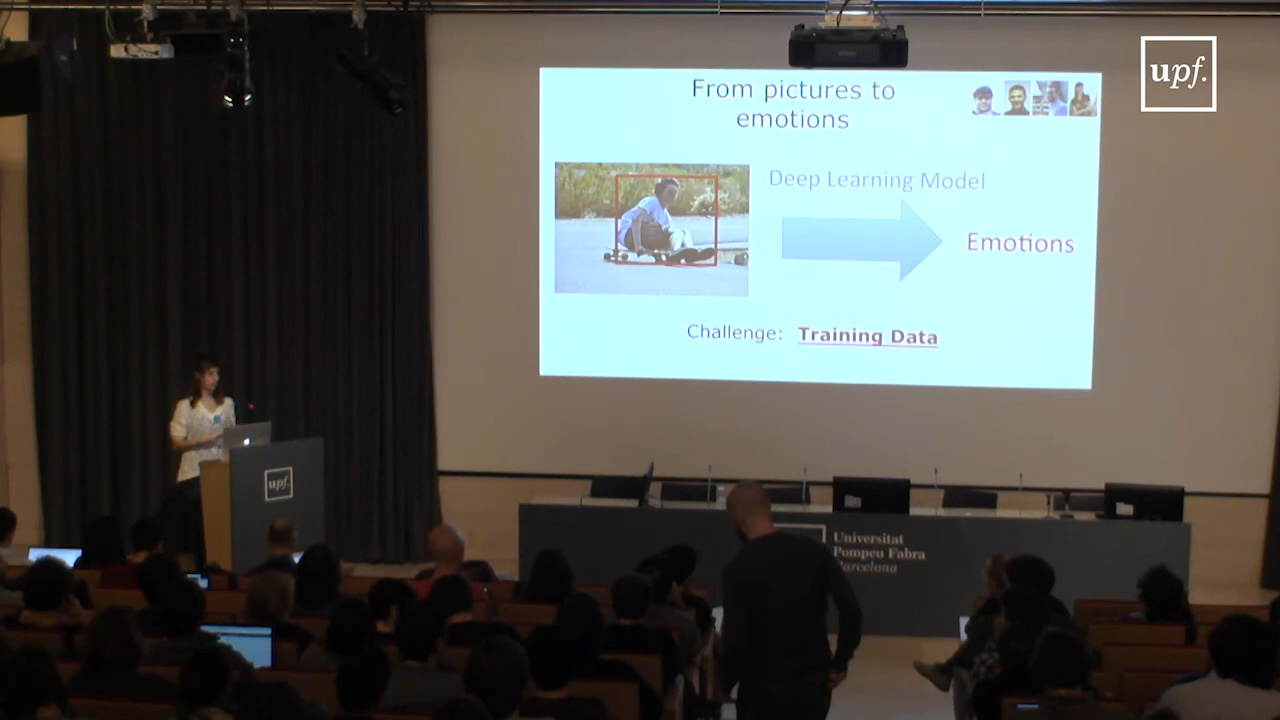 From pictures to
emotions
upf.
Deep Learning Model
Emotions
Challenge: Training Data
upf.
Universitat
Pompeu Fabra
Barcelona